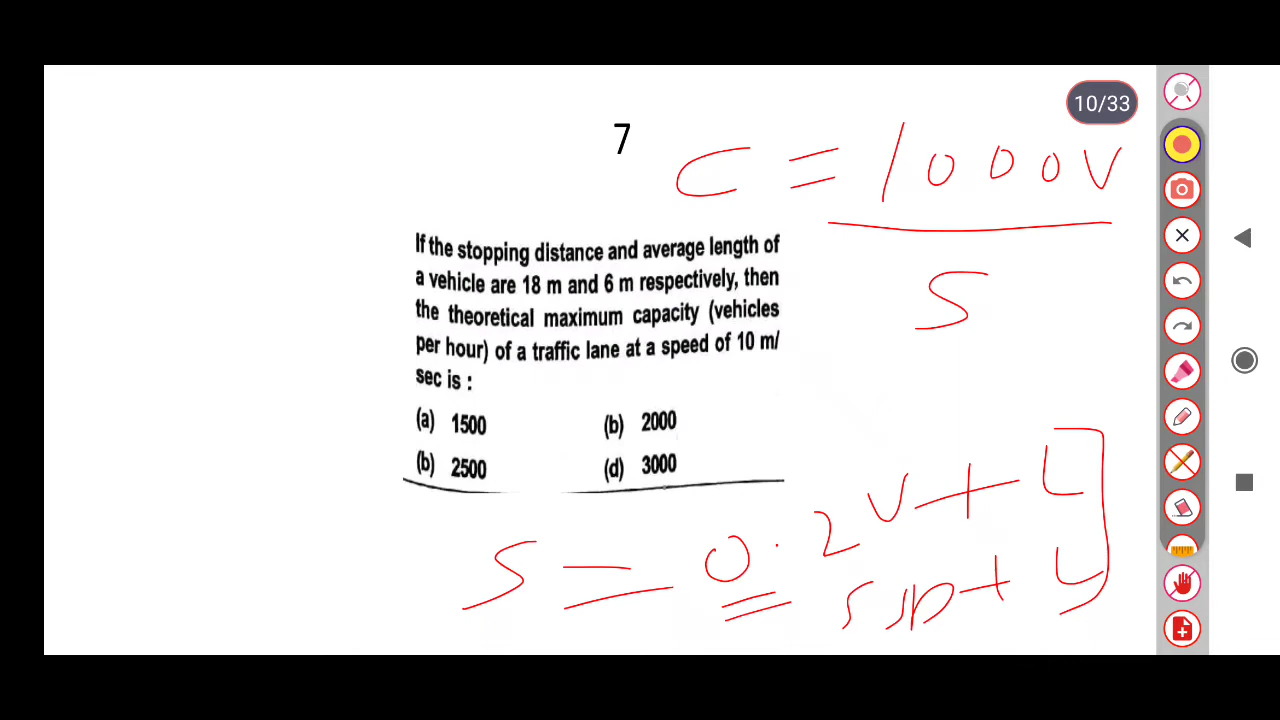 10/33
7
C = 1000V
S
If the stopping distance and average length of
a vehicle are 18 m and 6 m respectively, then
the theoretical maximum capacity (vehicles
per hour) of a traffic lane at a speed of 10 m/
sec is :
(a) 1500 (b) 2000
(b) 2500 (d) 3000
S = 0.2V + L
SSD + L